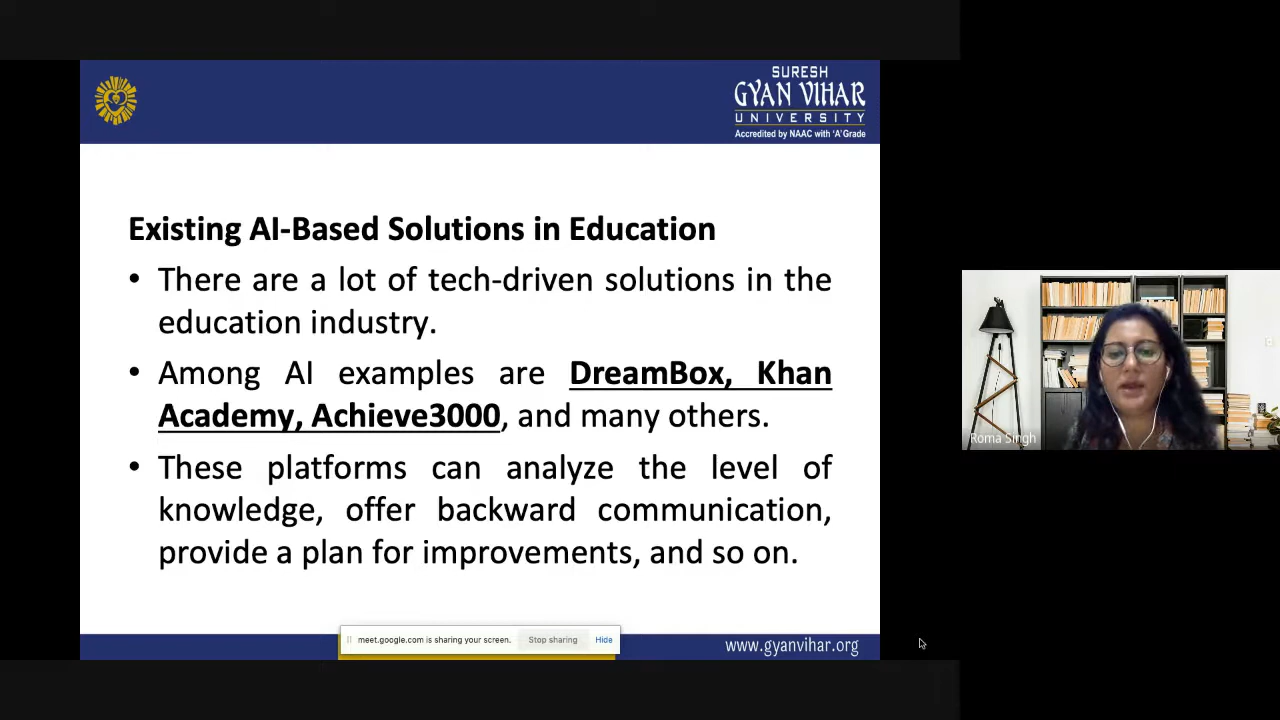 SURESH
GYAN VIHAR
UNIVERSITY
Accredited by NAAC with 'A' Grade
Existing AI-Based Solutions in Education
• There are a lot of tech-driven solutions in the
education industry.
• Among AI examples are DreamBox, Khan
Academy, Achieve3000, and many others.
• These platforms can analyze the level of
knowledge, offer backward communication,
provide a plan for improvements, and so on.
Roma Singh
meet.google.com is sharing your screen. Stop sharing Hide
www.gyanvihar.org